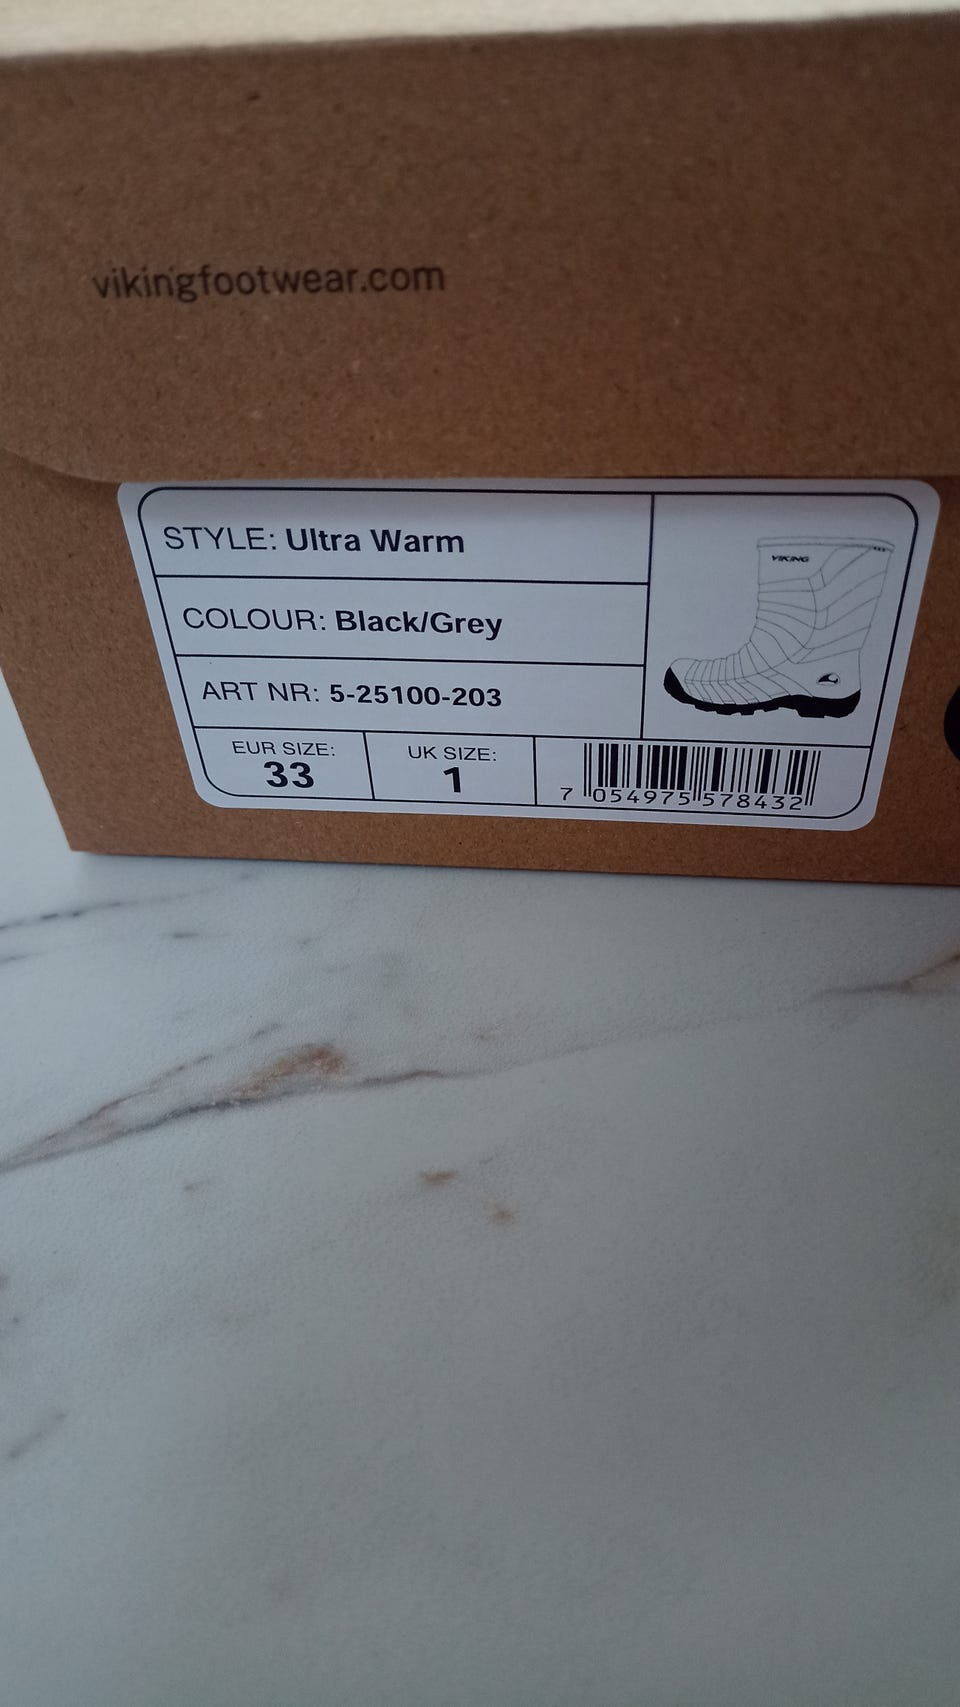 vikingfootwear.com
STYLE: Ultra Warm
COLOUR: Black/Grey
ART NR: 5-25100-203
EUR SIZE:
33
UK SIZE:
1
7 054975 578432
VIKING